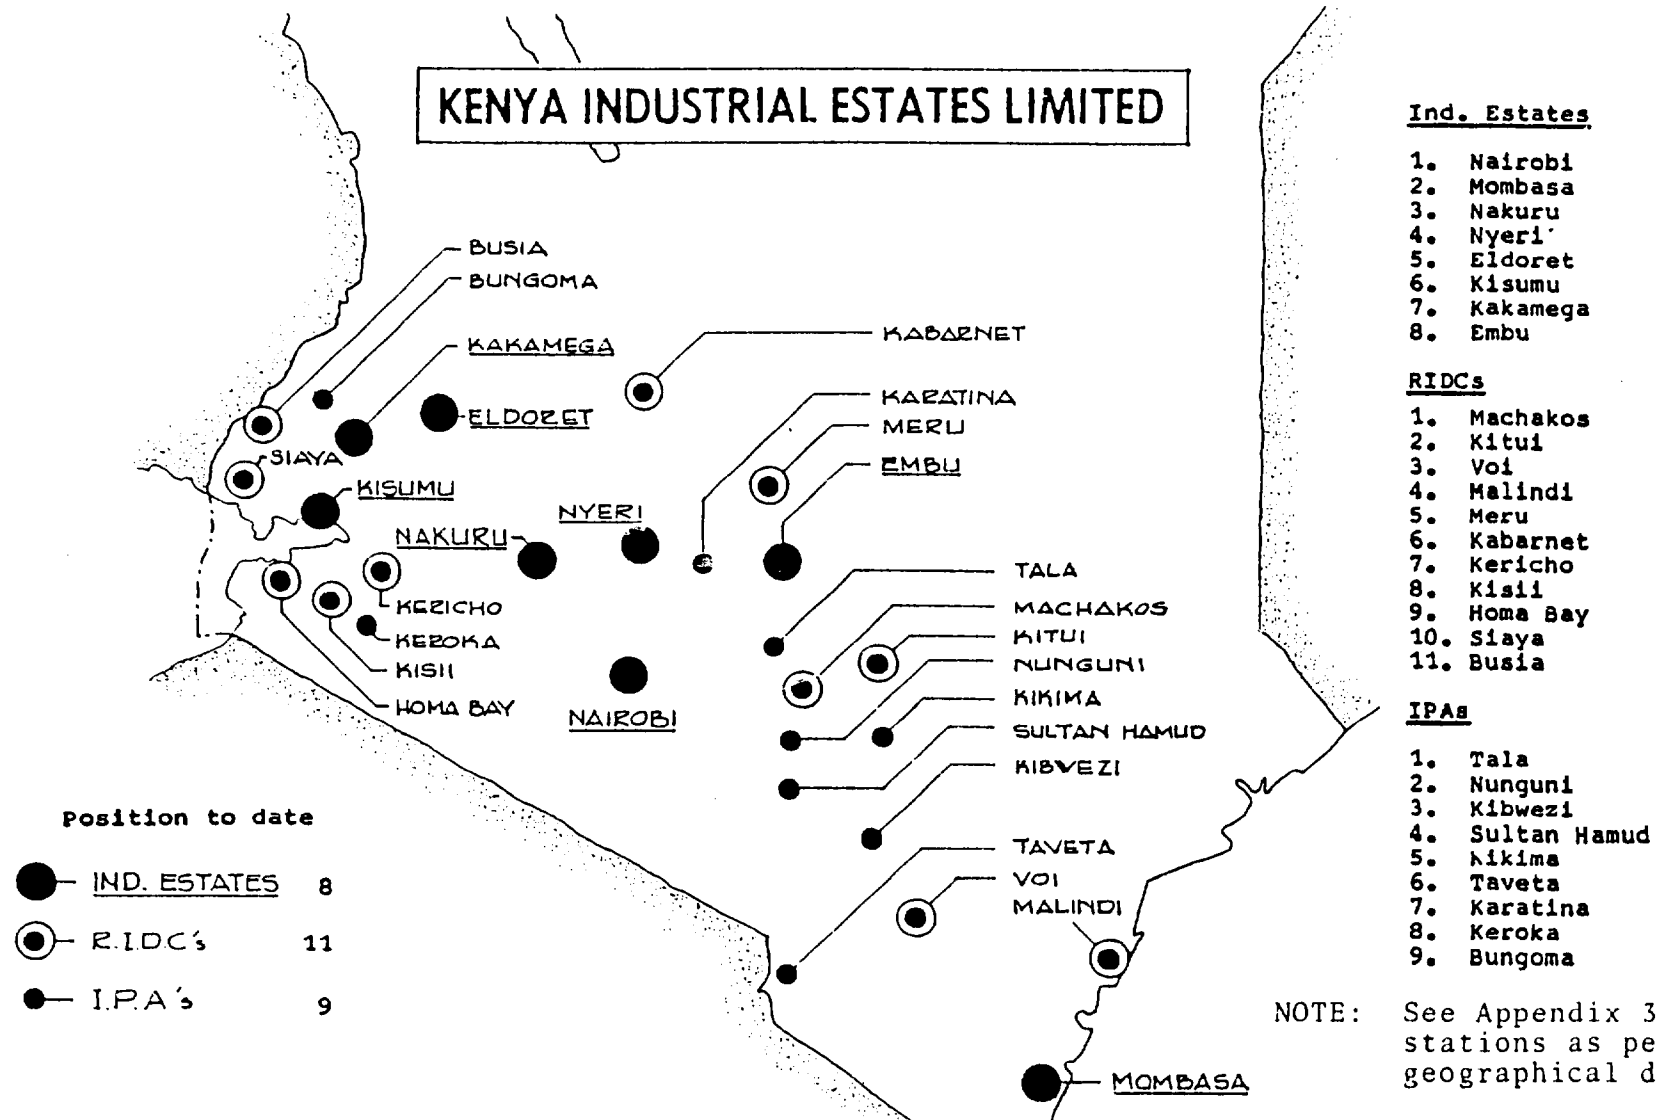 KENYA INDUSTRIAL ESTATES LIMITED
BUSIA
BUNGOMA
KAKAMEGA
ELDORET
SIAYA
KISUMU
NYERI
NAKURU
KERICHO
KEROKA
KISII
HOMA BAY
NAIROBI
KABARNET
KARATINA
MERU
EMBU
TALA
MACHAKOS
KITUI
NUNGUNI
KIKIMA
SULTAN HAMUD
KIBWEZI
TAVETA
VOI
MALINDI
MOMBASA
Position to date
IND. ESTATES 8
R.I.D.C's 11
I.P.A's 9
Ind. Estates
1. Nairobi
2. Mombasa
3. Nakuru
4. Nyeri
5. Eldoret
6. Kisumu
7. Kakamega
8. Embu
RIDCs
1. Machakos
2. Kitui
3. Voi
4. Malindi
5. Meru
6. Kabarnet
7. Kericho
8. Kisii
9. Homa Bay
10. Siaya
11. Busia
IPAs
1. Tala
2. Nunguni
3. Kibwezi
4. Sultan Hamud
5. Kikima
6. Taveta
7. Karatina
8. Keroka
9. Bungoma
NOTE: See Appendix 3
stations as pe
geographical d